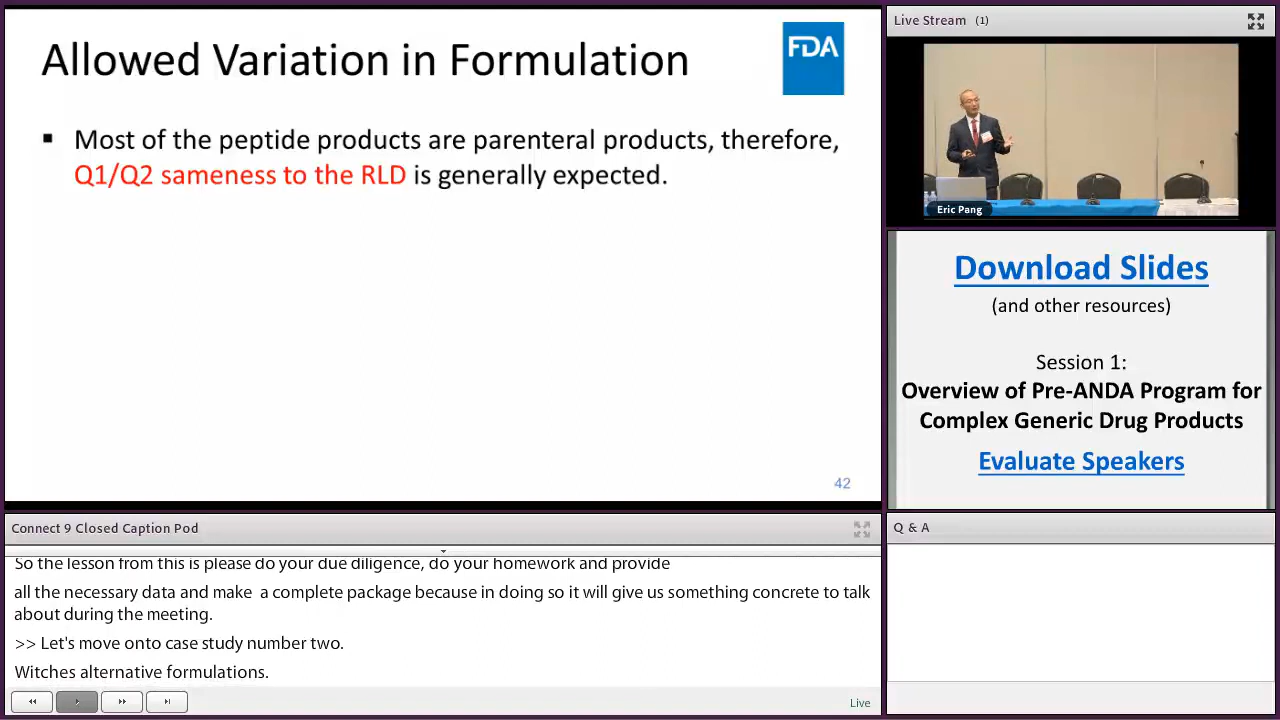 Allowed Variation in Formulation
FDA
▪ Most of the peptide products are parenteral products, therefore,
Q1/Q2 sameness to the RLD is generally expected.
42
Live Stream (1)
Eric Pang
Download Slides
(and other resources)
Session 1:
Overview of Pre-ANDA Program for
Complex Generic Drug Products
Evaluate Speakers
Connect 9 Closed Caption Pod
So the lesson from this is please do your due diligence, do your homework and provide
all the necessary data and make a complete package because in doing so it will give us something concrete to talk
about during the meeting.
>> Let's move onto case study number two.
Witches alternative formulations.
Live
Q & A